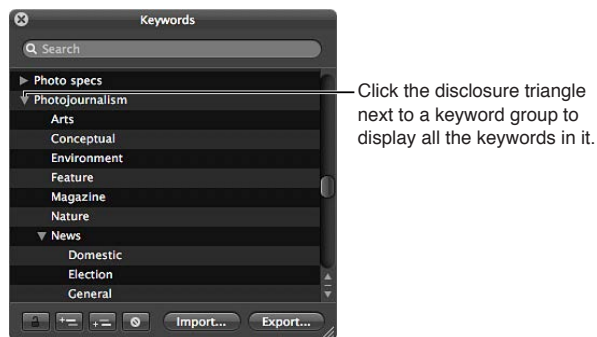 Keywords
Search
Photo specs
Photojournalism
Arts
Conceptual
Environment
Feature
Magazine
Nature
News
Domestic
Election
General
Import...
Export...
Click the disclosure triangle
next to a keyword group to
display all the keywords in it.